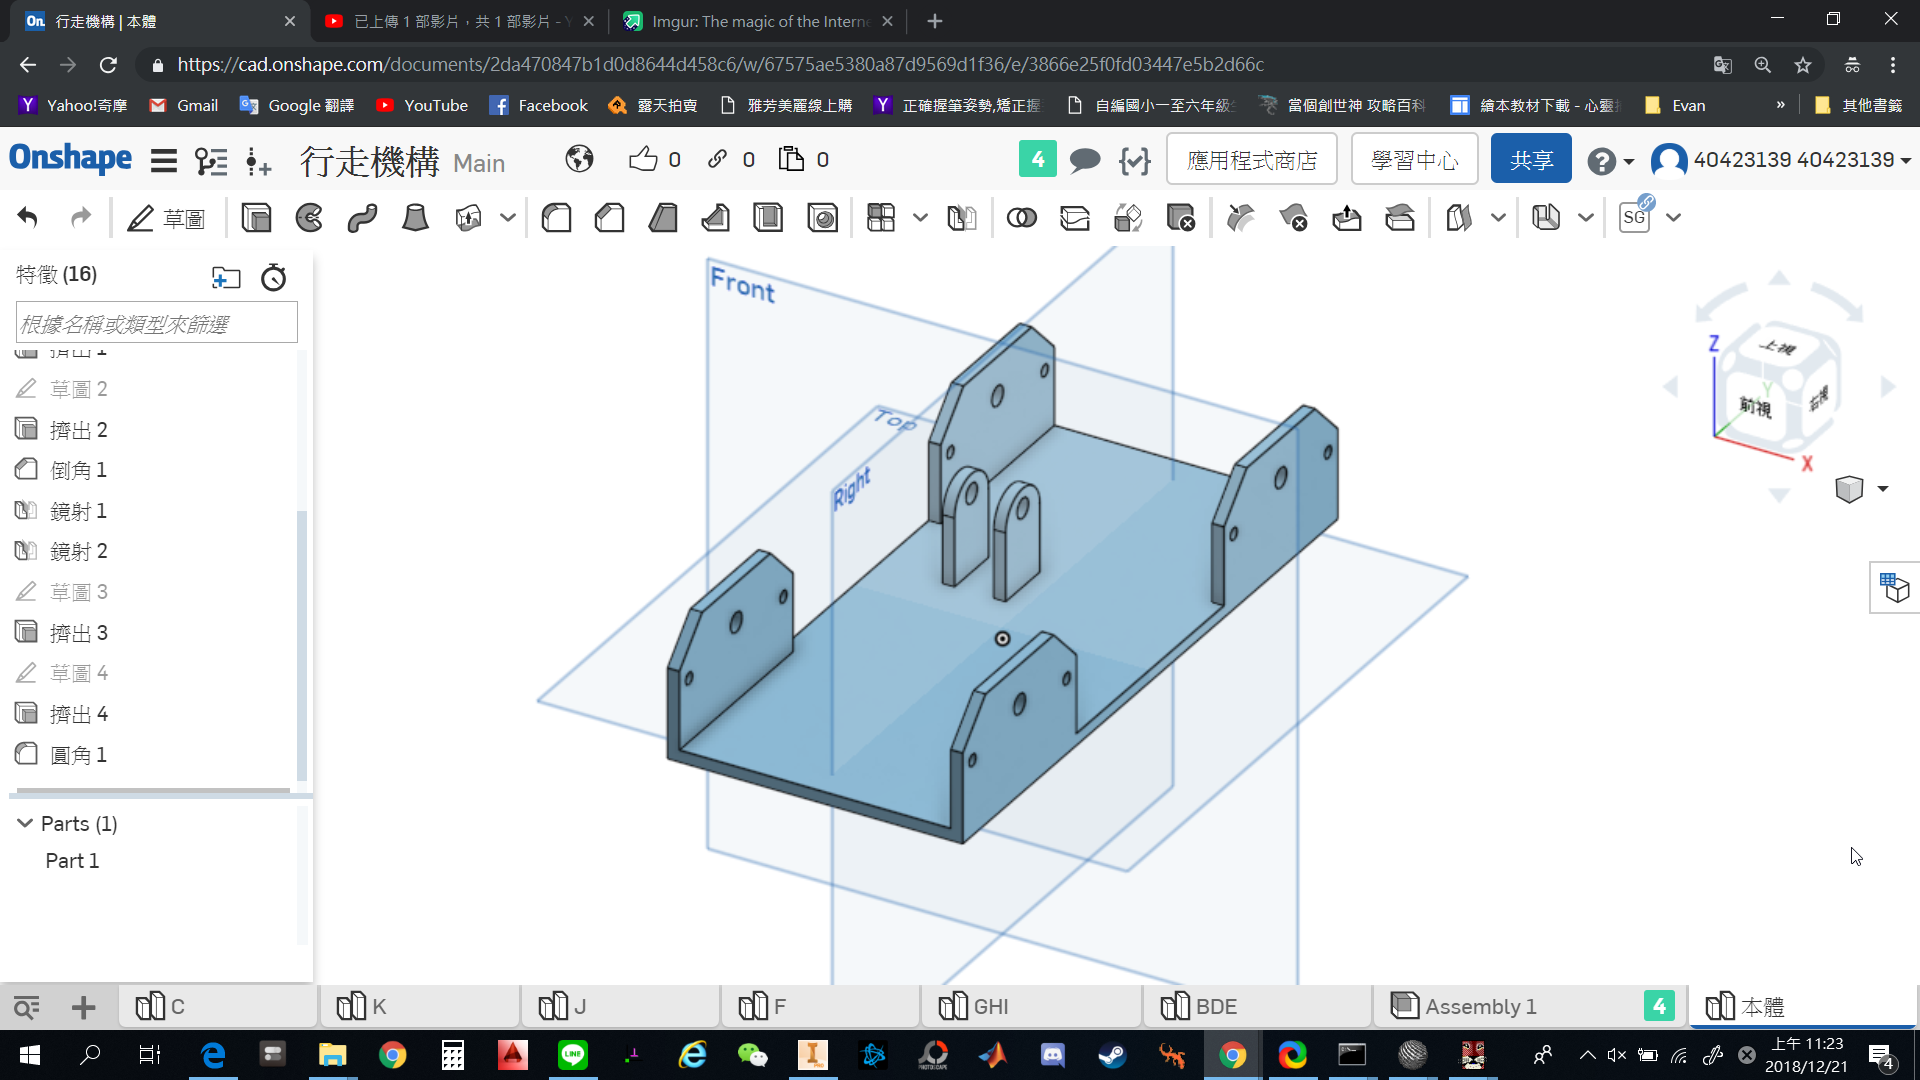 On. 行走機構 | 本體
已上傳 1 部影片，共 1 部影片 - Y
Imgur: The magic of the Interne
https://cad.onshape.com/documents/2da470847b1d0d8644d458c6/w/67575ae5380a87d9569d1f36/e/3866e25f0fd03447e5b2d66c
Yahoo!奇摩 Gmail Google 翻譯 YouTube Facebook 露天拍賣 雅芳美麗線上購 正確握筆姿勢,矯正握 自編國小一至六年級 當個創世神 攻略百科 繪本教材下載 - 心靈 Evan » 其他書籤
Onshape 行走機構 Main 0 0 0 4 應用程式商店 學習中心 共享 40423139 40423139
草圖 SG
特徵 (16)
根據名稱或類型來篩選
擠出 1
草圖 2
擠出 2
倒角 1
鏡射 1
鏡射 2
草圖 3
擠出 3
草圖 4
擠出 4
圓角 1
Parts (1)
Part 1
Front
Top
Right
Z
上視
Y
前視
右視
X
C K J F GHI BDE Assembly 1 4 本體
上午 11:23
2018/12/21
4